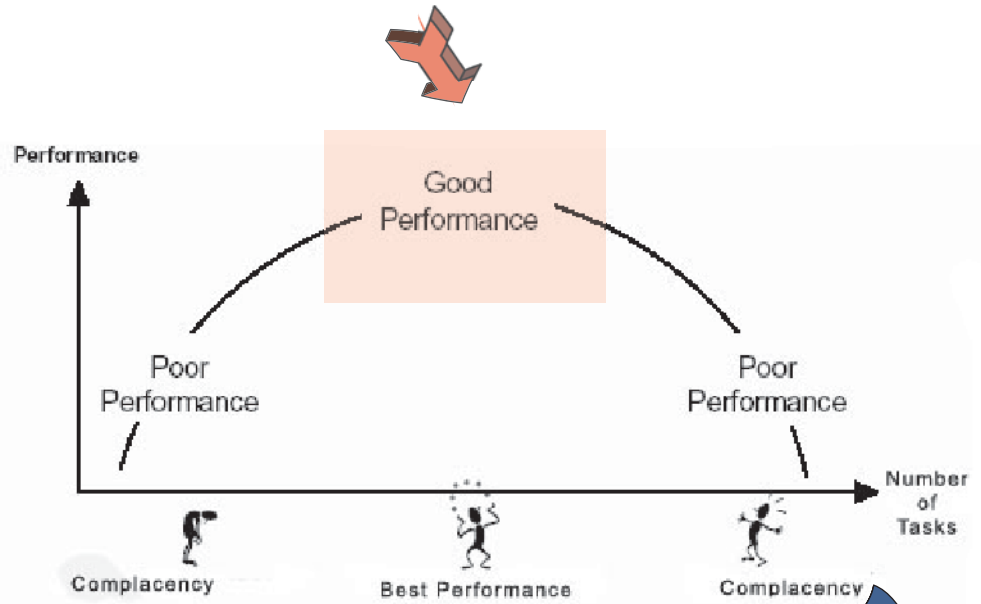 Performance
Good
Performance
Poor
Performance
Poor
Performance
Number
of
Tasks
Complacency
Best Performance
Complacency